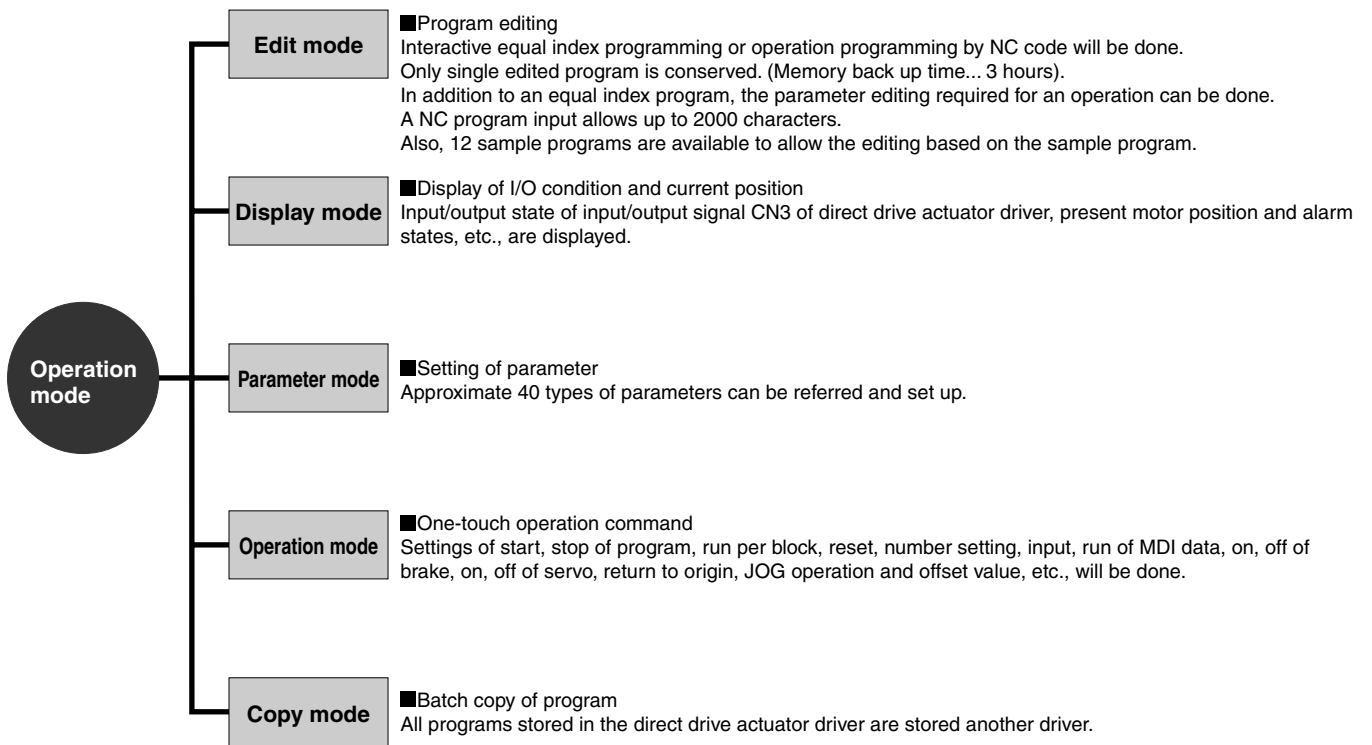 Operation
mode
Edit mode
■Program editing
Interactive equal index programming or operation programming by NC code will be done.
Only single edited program is conserved. (Memory back up time... 3 hours).
In addition to an equal index program, the parameter editing required for an operation can be done.
A NC program input allows up to 2000 characters.
Also, 12 sample programs are available to allow the editing based on the sample program.
Display mode
■Display of I/O condition and current position
Input/output state of input/output signal CN3 of direct drive actuator driver, present motor position and alarm
states, etc., are displayed.
Parameter mode
■Setting of parameter
Approximate 40 types of parameters can be referred and set up.
Operation mode
■One-touch operation command
Settings of start, stop of program, run per block, reset, number setting, input, run of MDI data, on, off of
brake, on, off of servo, return to origin, JOG operation and offset value, etc., will be done.
Copy mode
■Batch copy of program
All programs stored in the direct drive actuator driver are stored another driver.